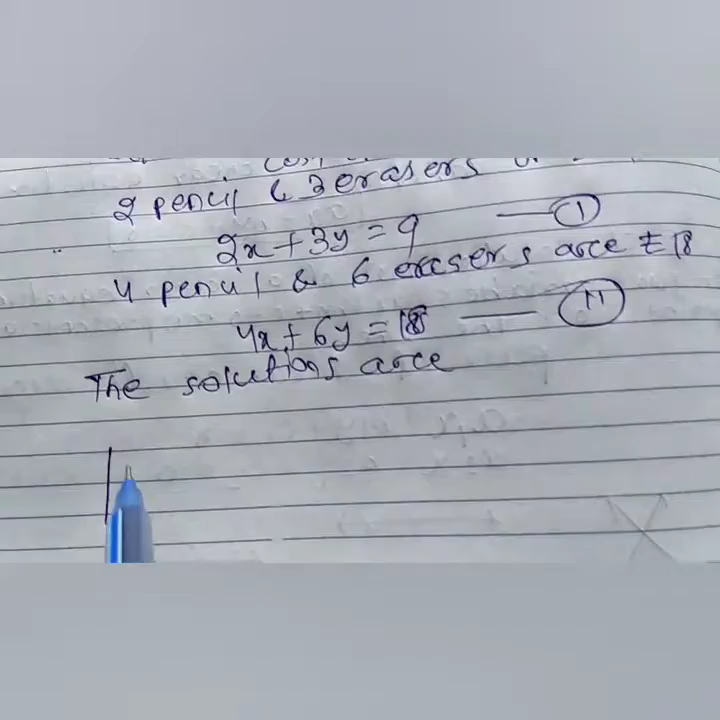 2 pencil & 3 erasers
2x + 3y = 9 — (1)
4 pencil & 6 erasers are ₹ 18
4x + 6y = 18 — (11)
The solutions are